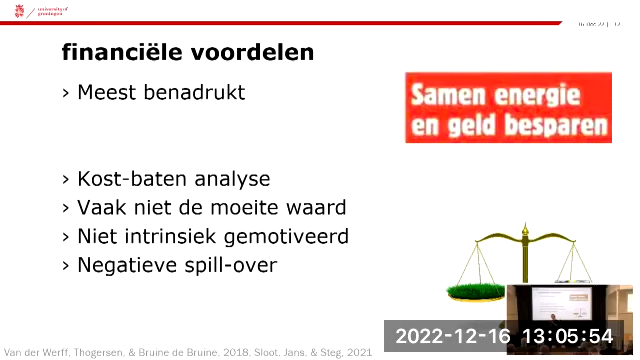 university of
groningen
financiële voordelen
› Meest benadrukt
Samen energie
en geld besparen
› Kost-baten analyse
› Vaak niet de moeite waard
› Niet intrinsiek gemotiveerd
› Negatieve spill-over
2022-12-16 13:05:54
Van der Werff, Thogersen, & Bruine de Bruine, 2018, Sloot, Jans, & Steg, 2021